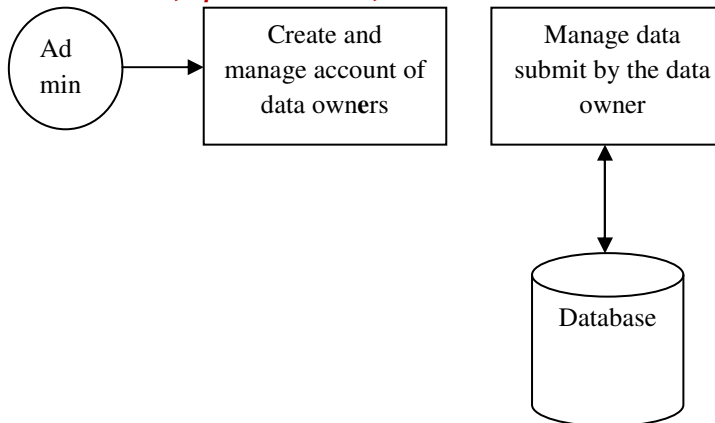 Ad
min
Create and
manage account of
data owners
Manage data
submit by the data
owner
Database